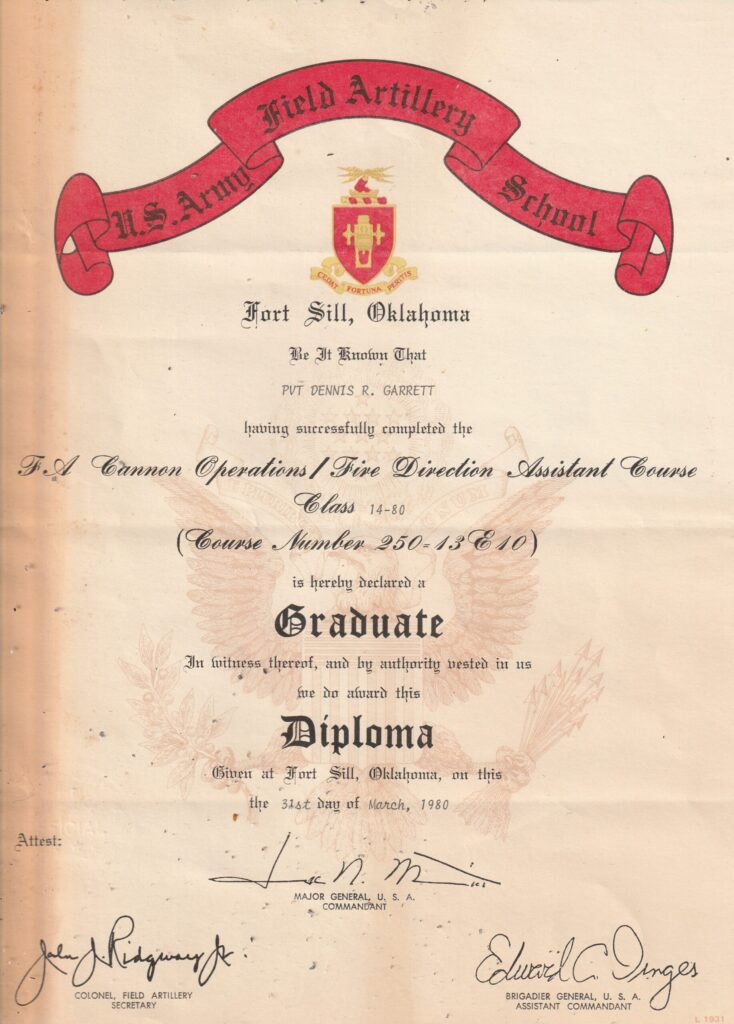 U.S. Army Field Artillery School
CEDAT FORTUNA PERITIS
Fort Sill, Oklahoma
Be It Known That
PVT DENNIS R. GARRETT
having successfully completed the
FA Cannon Operations/Fire Direction Assistant Course
Class 14-80
(Course Number 250-13E10)
is hereby declared a
Graduate
In witness thereof, and by authority vested in us
we do award this
Diploma
Given at Fort Sill, Oklahoma, on this
the 31st day of March, 1980
Attest:
MAJOR GENERAL, U. S. A.
COMMANDANT
John J. Ridgway Jr.
COLONEL, FIELD ARTILLERY
SECRETARY
Edward C.
BRIGADIER GENERAL, U. S. A.
ASSISTANT COMMANDANT
L 1931